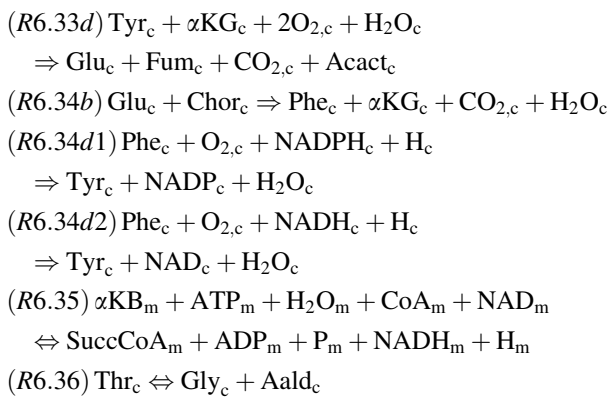 (R6.33d) Tyr_c + αKG_c + 2O_2,c + H_2O_c
⇒ Glu_c + Fum_c + CO_2,c + Acact_c
(R6.34b) Glu_c + Chor_c ⇒ Phe_c + αKG_c + CO_2,c + H_2O_c
(R6.34d1) Phe_c + O_2,c + NADPH_c + H_c
⇒ Tyr_c + NADP_c + H_2O_c
(R6.34d2) Phe_c + O_2,c + NADH_c + H_c
⇒ Tyr_c + NAD_c + H_2O_c
(R6.35) αKB_m + ATP_m + H_2O_m + CoA_m + NAD_m
⇔ SuccCoA_m + ADP_m + P_m + NADH_m + H_m
(R6.36) Thr_c ⇔ Gly_c + Aald_c